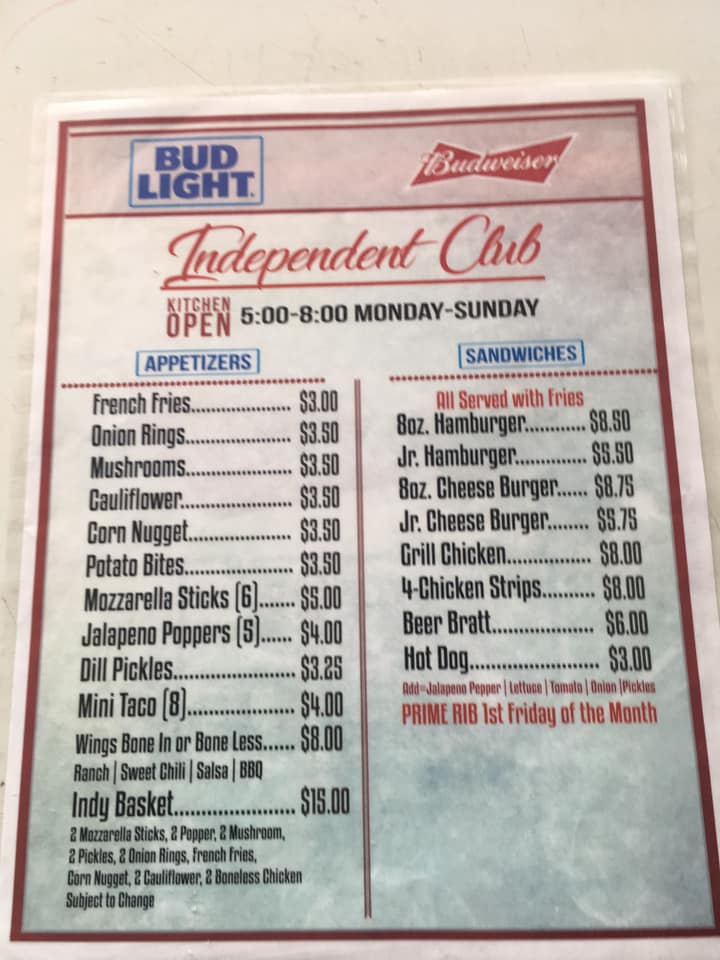 BUD
LIGHT.
Budweiser
Independent Club
KITCHEN
OPEN 5:00-8:00 MONDAY-SUNDAY
APPETIZERS
French Fries.................... $3.00
Onion Rings..................... $3.50
Mushrooms..................... $3.50
Cauliflower...................... $3.50
Corn Nugget.................... $3.50
Potato Bites..................... $3.50
Mozzarella Sticks (6)....... $5.00
Jalapeno Poppers (5)...... $4.00
Dill Pickles....................... $3.25
Mini Taco (8).................... $4.00
Wings Bone In or Bone Less...... $8.00
Ranch | Sweet Chili | Salsa | BBQ
Indy Basket....................... $15.00
2 Mozzarella Sticks, 2 Popper, 2 Mushroom,
2 Pickles, 2 Onion Rings, french fries,
Corn Nugget, 2 Cauliflower, 2 Boneless Chicken
Subject to Change
SANDWICHES
All Served with Fries
8oz. Hamburger............ $8.50
Jr. Hamburger.............. $5.50
8oz. Cheese Burger...... $8.75
Jr. Cheese Burger........ $5.75
Grill Chicken................ $8.00
4-Chicken Strips.......... $8.00
Beer Bratt.................... $6.00
Hot Dog......................... $3.00
Add=Jalapeno Pepper | Lettuce | Tomato | Onion |Pickles
PRIME RIB 1st Friday of the Month